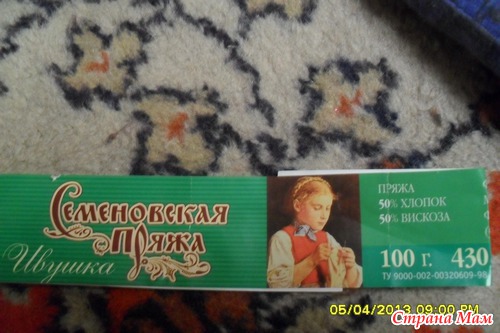 Семеновская
Пряжа
Ивушка
ПРЯЖА
50% ХЛОПОК
50% ВИСКОЗА
100 г. 430
ТУ 9000-002-00320609-98
05/04/2013 09:00 PM
Страна Мам